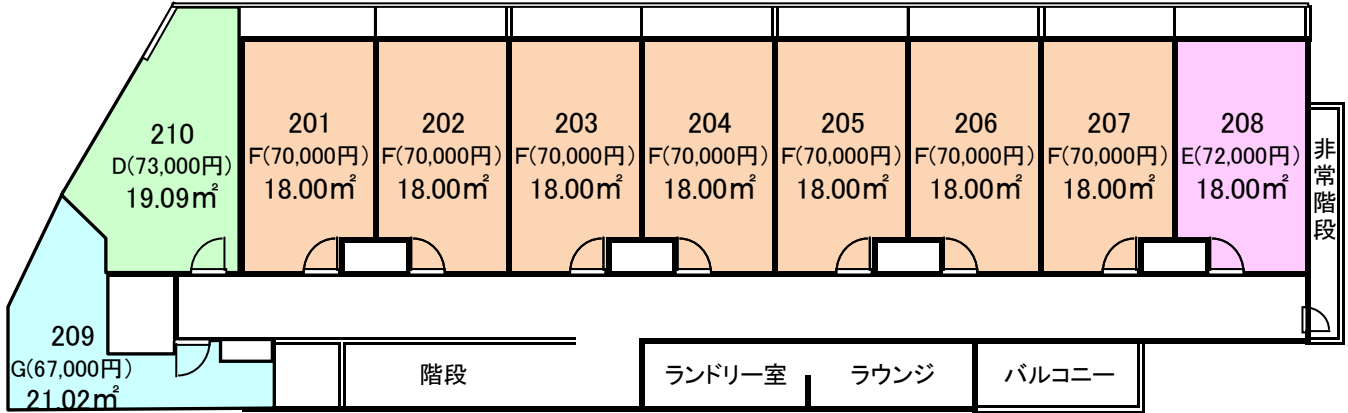 210
D(73,000円)
19.09㎡
201
F(70,000円)
18.00㎡
202
F(70,000円)
18.00㎡
203
F(70,000円)
18.00㎡
204
F(70,000円)
18.00㎡
205
F(70,000円)
18.00㎡
206
F(70,000円)
18.00㎡
207
F(70,000円)
18.00㎡
208
E(72,000円)
18.00㎡
非常階段
209
G(67,000円)
21.02㎡
階段
ランドリー室
ラウンジ
バルコニー